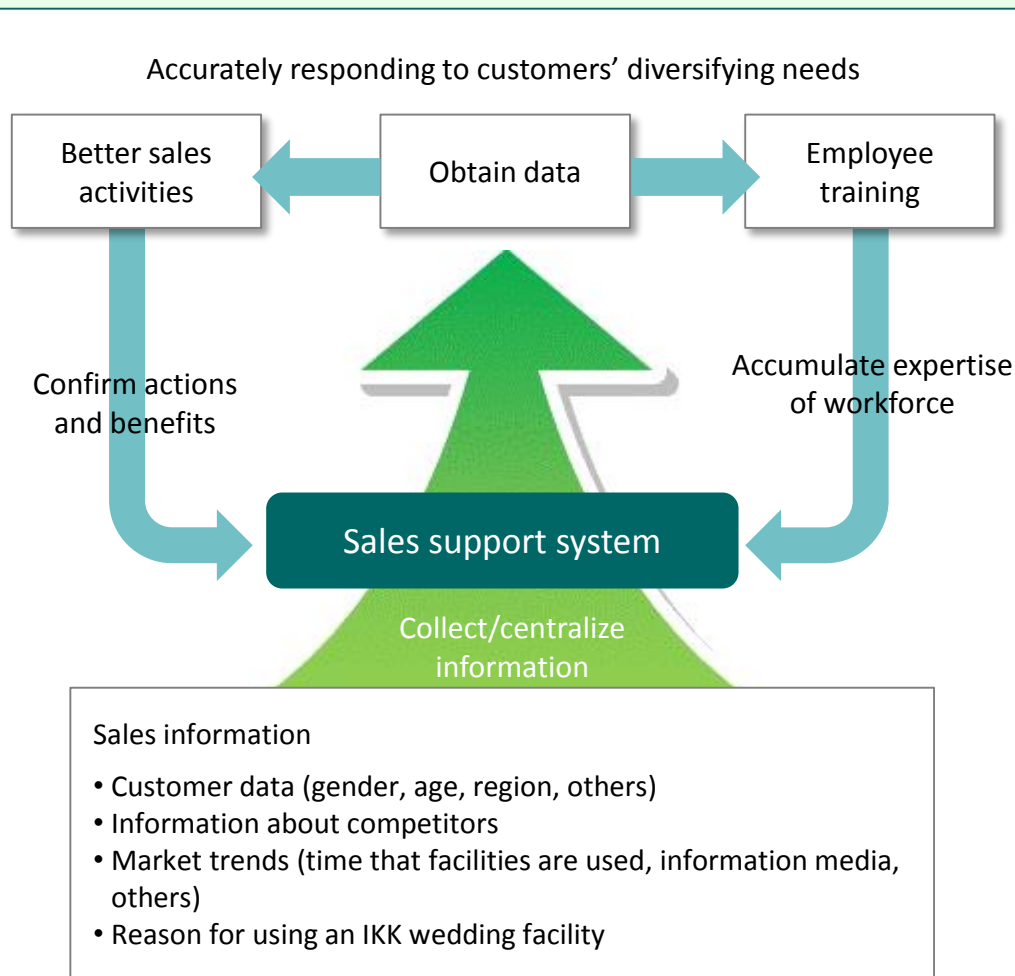 Accurately responding to customers’ diversifying needs
Better sales
activities
Obtain data
Employee
training
Confirm actions
and benefits
Accumulate expertise
of workforce
Sales support system
Collect/centralize
information
Sales information
• Customer data (gender, age, region, others)
• Information about competitors
• Market trends (time that facilities are used, information media,
others)
• Reason for using an IKK wedding facility